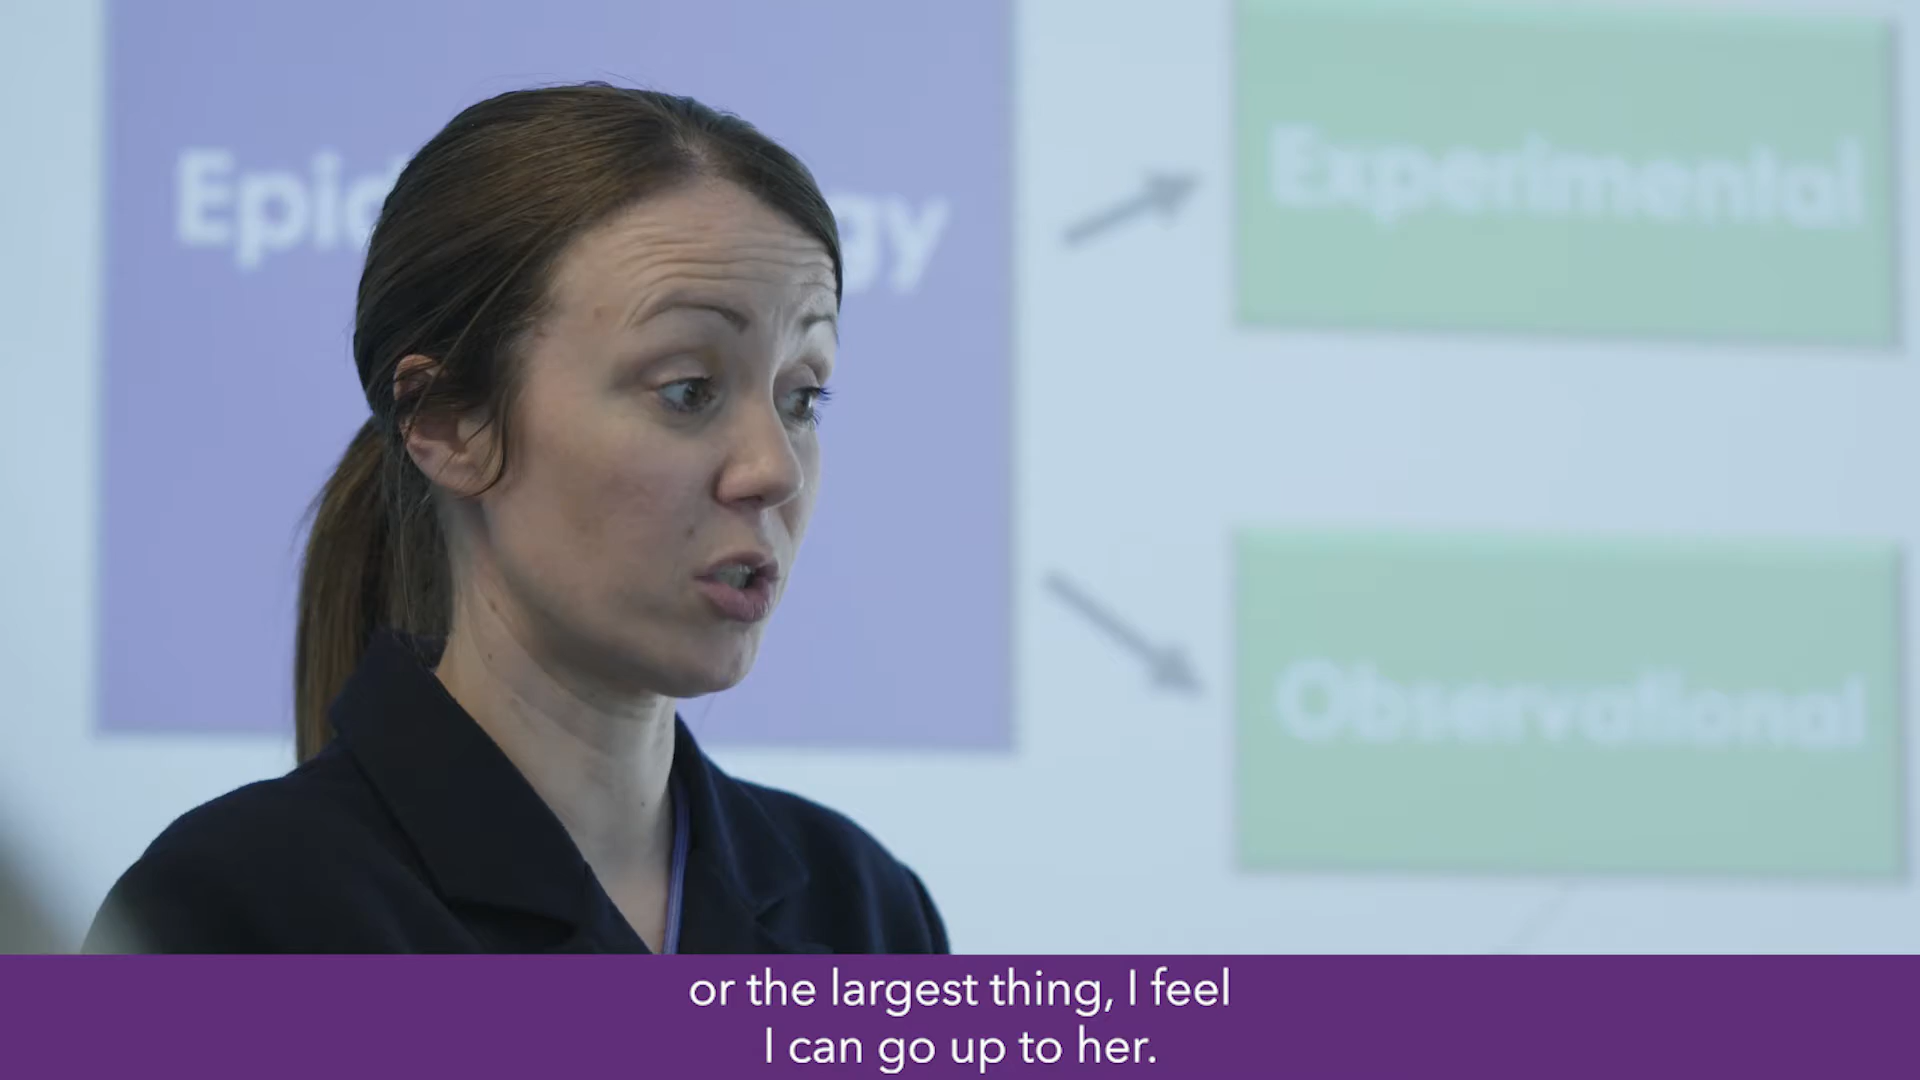 Experimental
Observational
or the largest thing, I feel
I can go up to her.